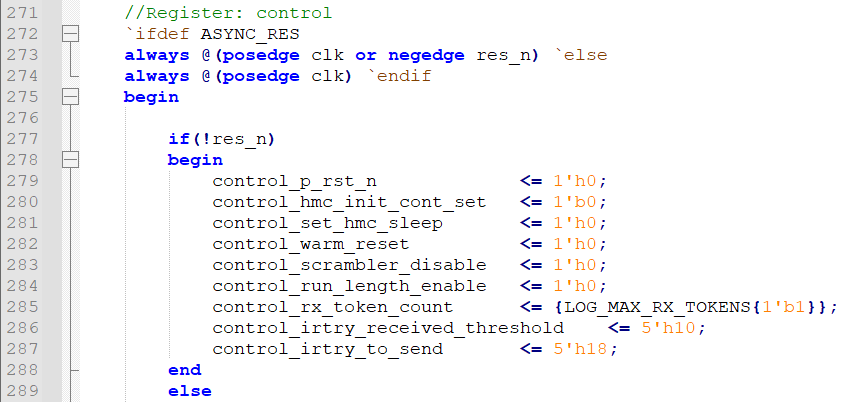 271 //Register: control
272 `ifdef ASYNC_RES
273 always @(posedge clk or negedge res_n) `else
274 always @(posedge clk) `endif
275 begin
276
277 if(!res_n)
278 begin
279 control_p_rst_n <= 1'h0;
280 control_hmc_init_cont_set <= 1'b0;
281 control_set_hmc_sleep <= 1'h0;
282 control_warm_reset <= 1'h0;
283 control_scrambler_disable <= 1'h0;
284 control_run_length_enable <= 1'h0;
285 control_rx_token_count <= {LOG_MAX_RX_TOKENS{1'b1}};
286 control_irtry_received_threshold <= 5'h10;
287 control_irtry_to_send <= 5'h18;
288 end
289 else